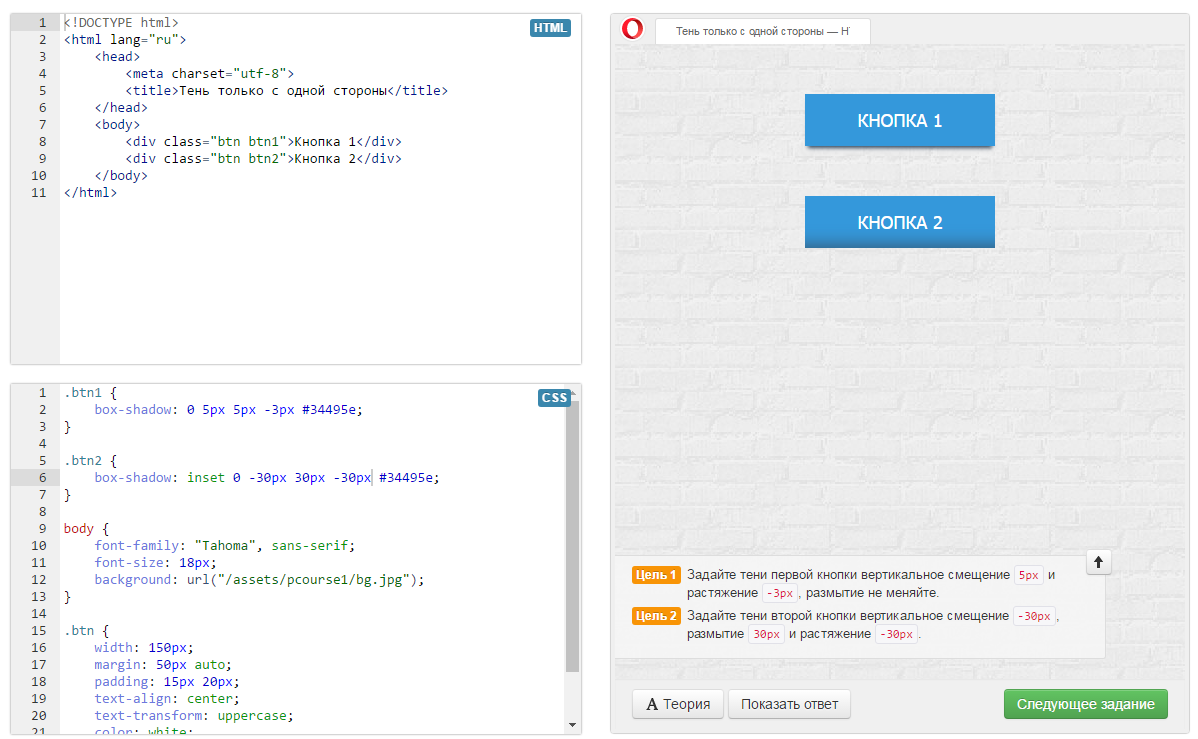 1 <!DOCTYPE html>
HTML
2 <html lang="ru">
3 <head>
4 <meta charset="utf-8">
5 <title>Тень только с одной стороны</title>
6 </head>
7 <body>
8 <div class="btn btn1">Кнопка 1</div>
9 <div class="btn btn2">Кнопка 2</div>
10 </body>
11 </html>
1 .btn1 {
CSS
2 box-shadow: 0 5px 5px -3px #34495e;
3 }
4
5 .btn2 {
6 box-shadow: inset 0 -30px 30px -30px #34495e;
7 }
8
9 body {
10 font-family: "Tahoma", sans-serif;
11 font-size: 18px;
12 background: url("/assets/pcourse1/bg.jpg");
13 }
14
15 .btn {
16 width: 150px;
17 margin: 50px auto;
18 padding: 15px 20px;
19 text-align: center;
20 text-transform: uppercase;
21 color: white;
Тень только с одной стороны — H
КНОПКА 1
КНОПКА 2
Цель 1 Задайте тени первой кнопки вертикальное смещение 5px и
растяжение -3px, размытие не меняйте.
Цель 2 Задайте тени второй кнопки вертикальное смещение -30px,
размытие 30px и растяжение -30px.
A Теория
Показать ответ
Следующее задание